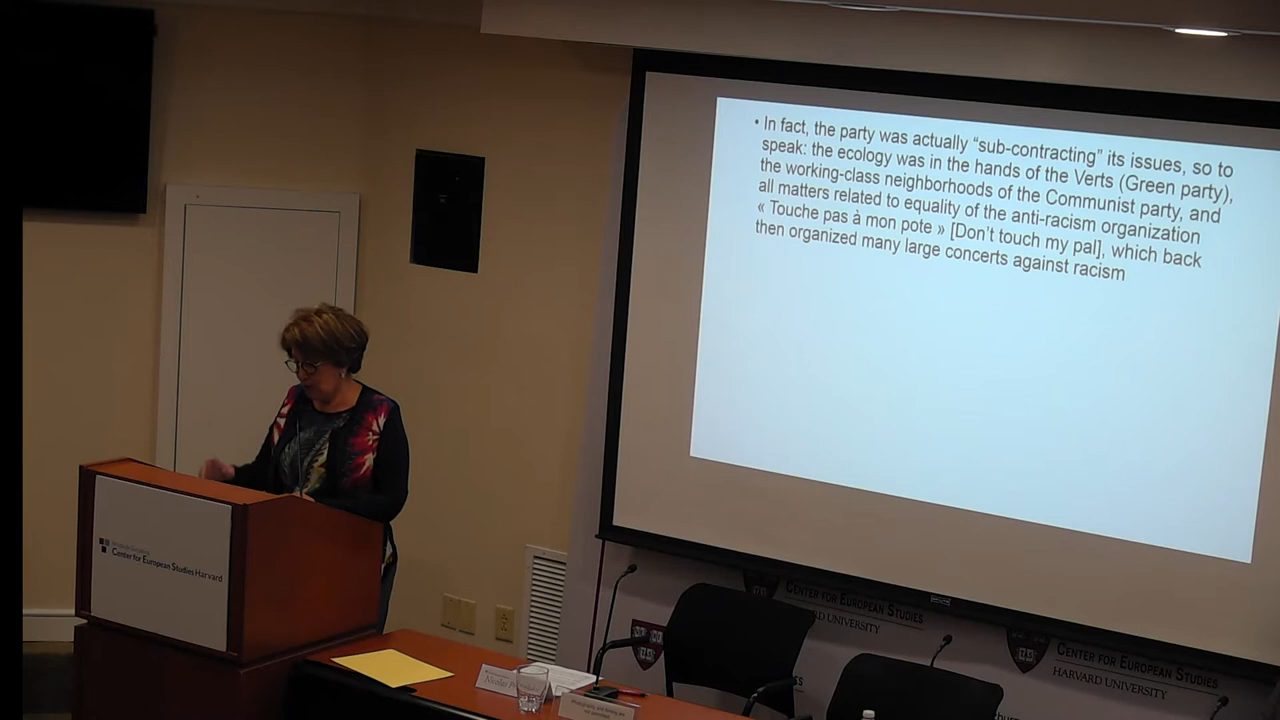 • In fact, the party was actually “sub-contracting” its issues, so to
speak: the ecology was in the hands of the Verts (Green party),
the working-class neighborhoods of the Communist party, and
all matters related to equality of the anti-racism organization
« Touche pas à mon pote » [Don’t touch my pal], which back
then organized many large concerts against racism
Center for European Studies Harvard
Nicolas
CENTER FOR EUROPEAN STUDIES
RD UNIVERSITY
CENTER FOR EUROPEAN STUDIES
HARVARD UNIVERSITY